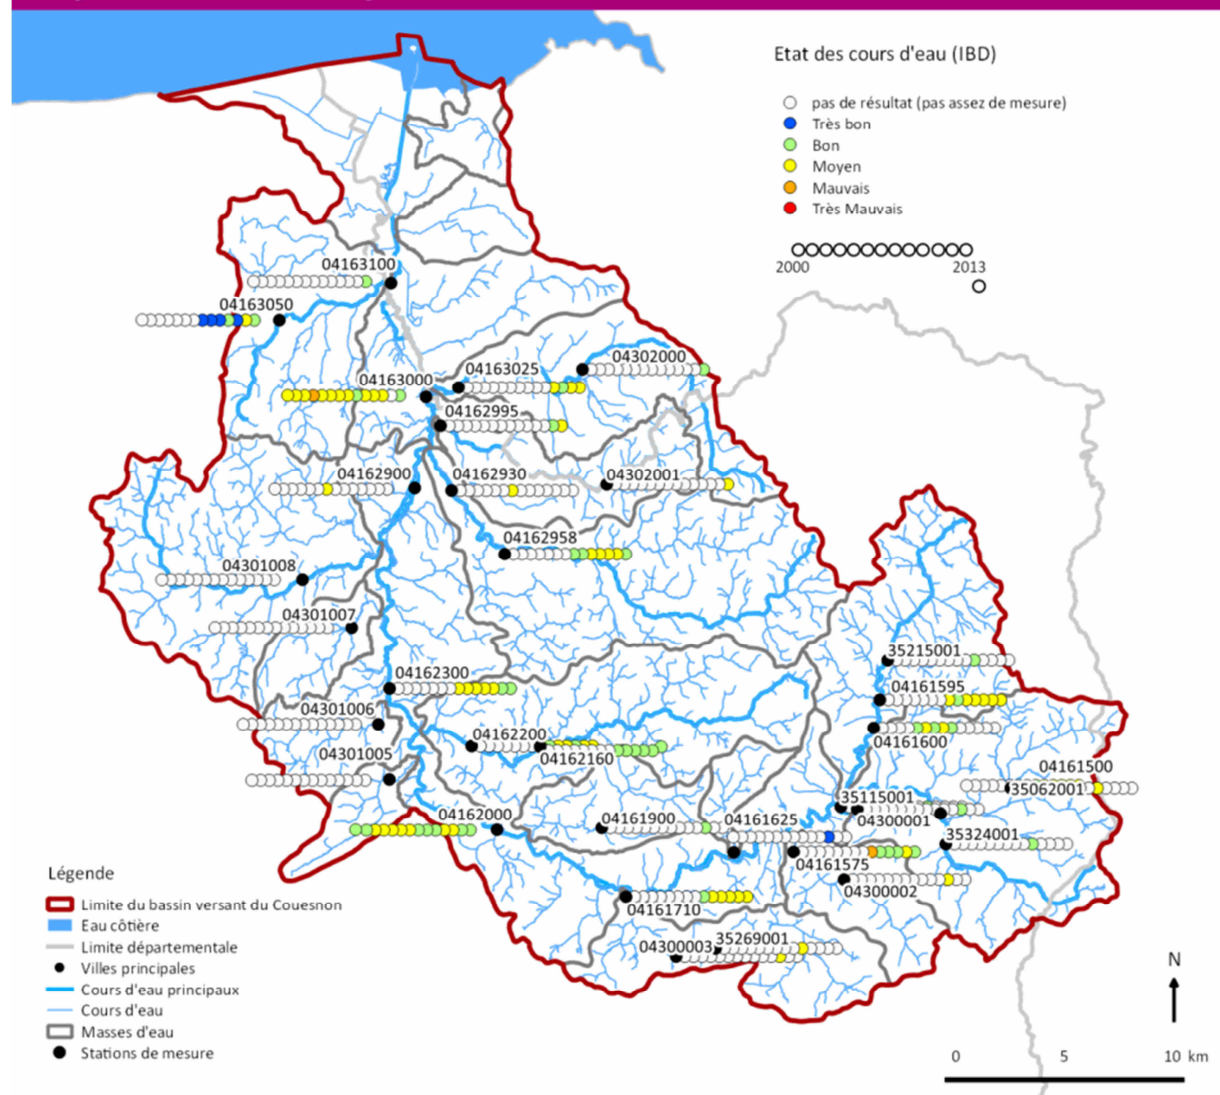 Etat des cours d'eau (IBD)
pas de résultat (pas assez de mesure)
Très bon
Bon
Moyen
Mauvais
Très Mauvais
2000
2013
04163100
04163050
04302000
04163025
04163000
04162995
04162900
04162930
04302001
04162958
04301008
04301007
35215001
04162300
04161595
04301006
04162200
04161600
04301005
04162160
04161500
35062001
35115001
04162000
04161900
04161625
04300001
35324001
04161575
04300002
04161710
04300003
35269001
Légende
Limite du bassin versant du Couesnon
Eau côtière
Limite départementale
Villes principales
Cours d'eau principaux
Cours d'eau
Masses d'eau
Stations de mesure
N
0 5 10 km